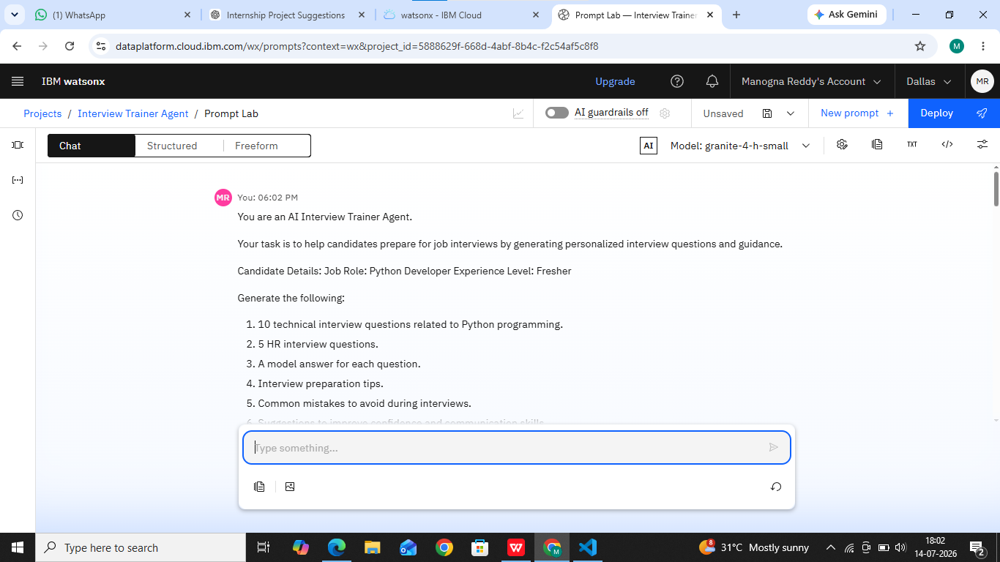 (1) WhatsApp
Internship Project Suggestions
watsonx - IBM Cloud
Prompt Lab — Interview Trainer
Ask Gemini
dataplatform.cloud.ibm.com/wx/prompts?context=wx&project_id=5888629f-668d-4abf-8b4c-f2c54af5c8f8
M
IBM watsonx
Upgrade
Manogna Reddy's Account
Dallas
MR
Projects / Interview Trainer Agent / Prompt Lab
AI guardrails off
Unsaved
New prompt +
Deploy
Chat
Structured
Freeform
AI
Model: granite-4-h-small
TXT
</>
MR
You: 06:02 PM
You are an AI Interview Trainer Agent.
Your task is to help candidates prepare for job interviews by generating personalized interview questions and guidance.
Candidate Details: Job Role: Python Developer Experience Level: Fresher
Generate the following:
1. 10 technical interview questions related to Python programming.
2. 5 HR interview questions.
3. A model answer for each question.
4. Interview preparation tips.
5. Common mistakes to avoid during interviews.
6. Suggestions to improve confidence and communication skills.
Type something...
Type here to search
8
31°C Mostly sunny
18:02
14-07-2026
2